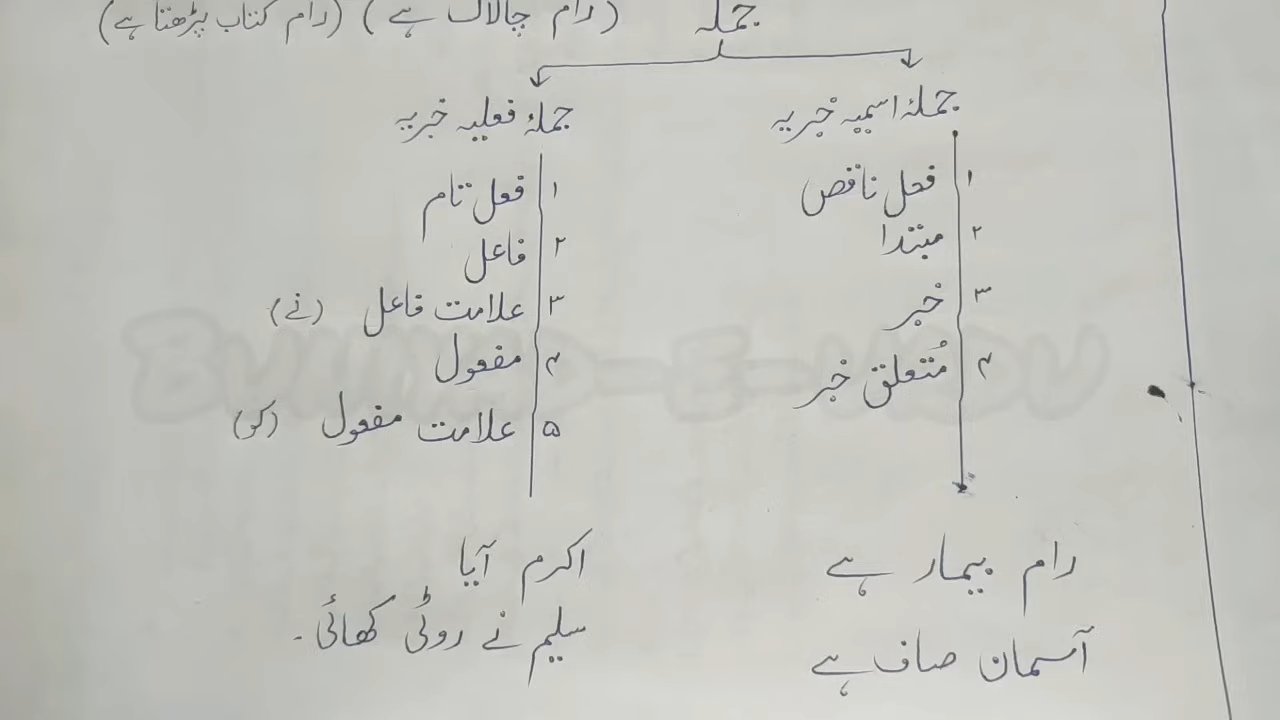 جملہ (رام چالاک ہے) (رام کتاب پڑھتا ہے)
جملۂ اسمیہ خبریہ
۱ فعل ناقص
۲ مبتدا
۳ خبر
۴ مُتعلق خبر
رام بیمار ہے
آسمان صاف ہے
جملۂ فعلیہ خبریہ
۱ فعل تام
۲ فاعل
۳ علامت فاعل (نے)
۴ مفعول
۵ علامت مفعول (کو)
اکرم آیا
سلیم نے روٹی کھائی۔